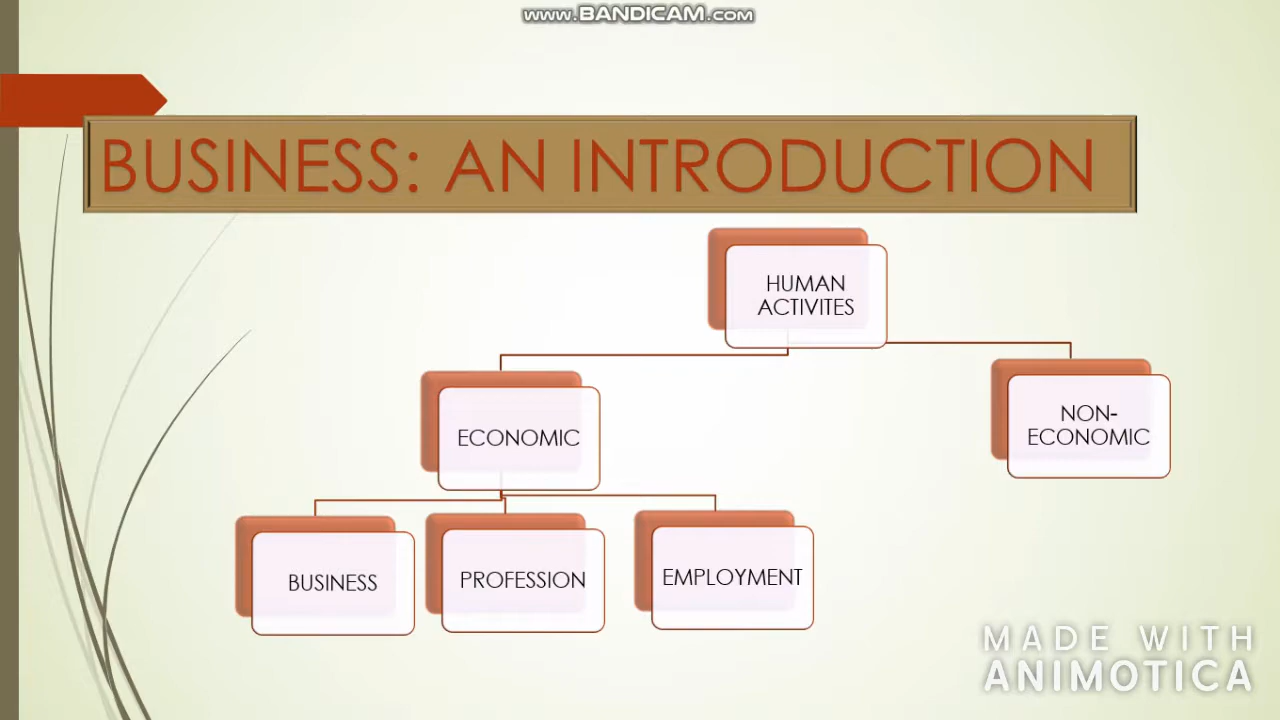 www.BANDICAM.com
BUSINESS: AN INTRODUCTION
HUMAN
ACTIVITES
NON-
ECONOMIC
ECONOMIC
BUSINESS
PROFESSION
EMPLOYMENT
MADE WITH
ANIMOTICA